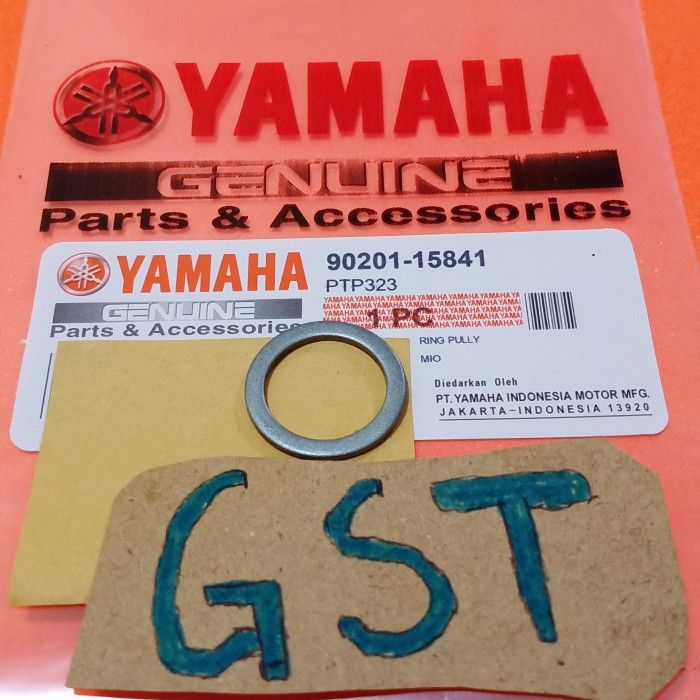 YAMAHA
GENUINE
Parts & Accessories
YAMAHA
GENUINE
Parts & Accessories
90201-15841
PTP323
1 PC
RING PULLY
MIO
Diedarkan Oleh
PT. YAMAHA INDONESIA MOTOR MFG.
JAKARTA-INDONESIA 13920
GST